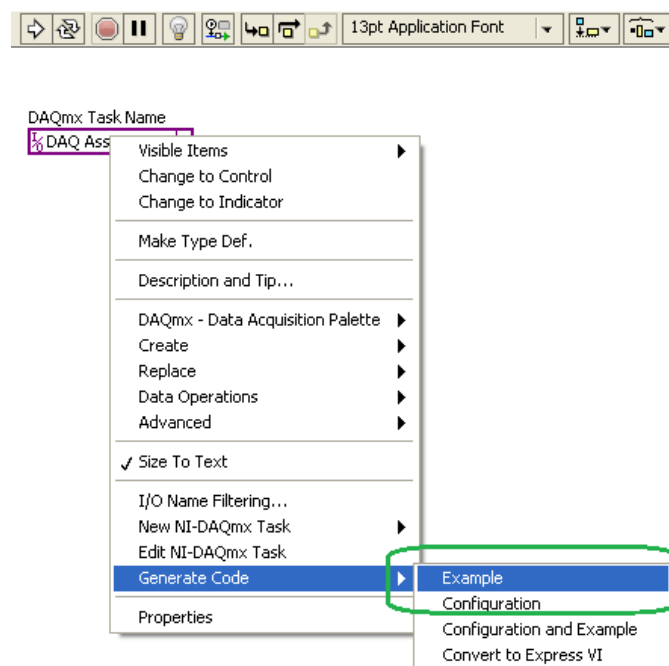 13pt Application Font
DAQmx Task Name
DAQ Ass
Visible Items
Change to Control
Change to Indicator
Make Type Def.
Description and Tip...
DAQmx - Data Acquisition Palette
Create
Replace
Data Operations
Advanced
Size To Text
I/O Name Filtering...
New NI-DAQmx Task
Edit NI-DAQmx Task
Generate Code
Example
Properties
Configuration
Configuration and Example
Convert to Express VI